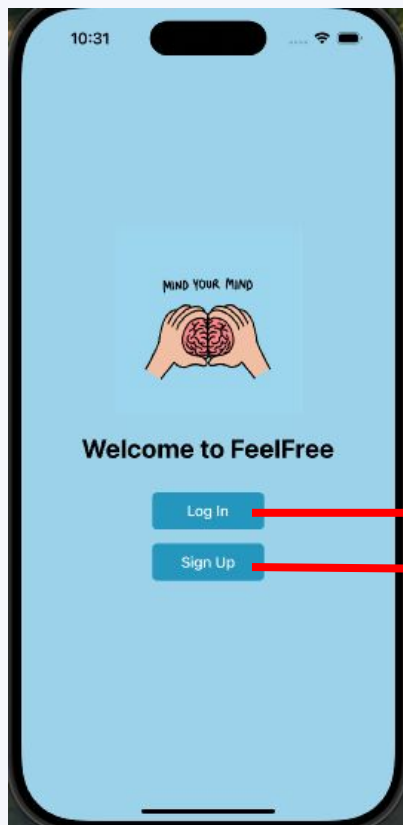 10:31
MIND YOUR MIND
Welcome to FeelFree
Log In
Sign Up